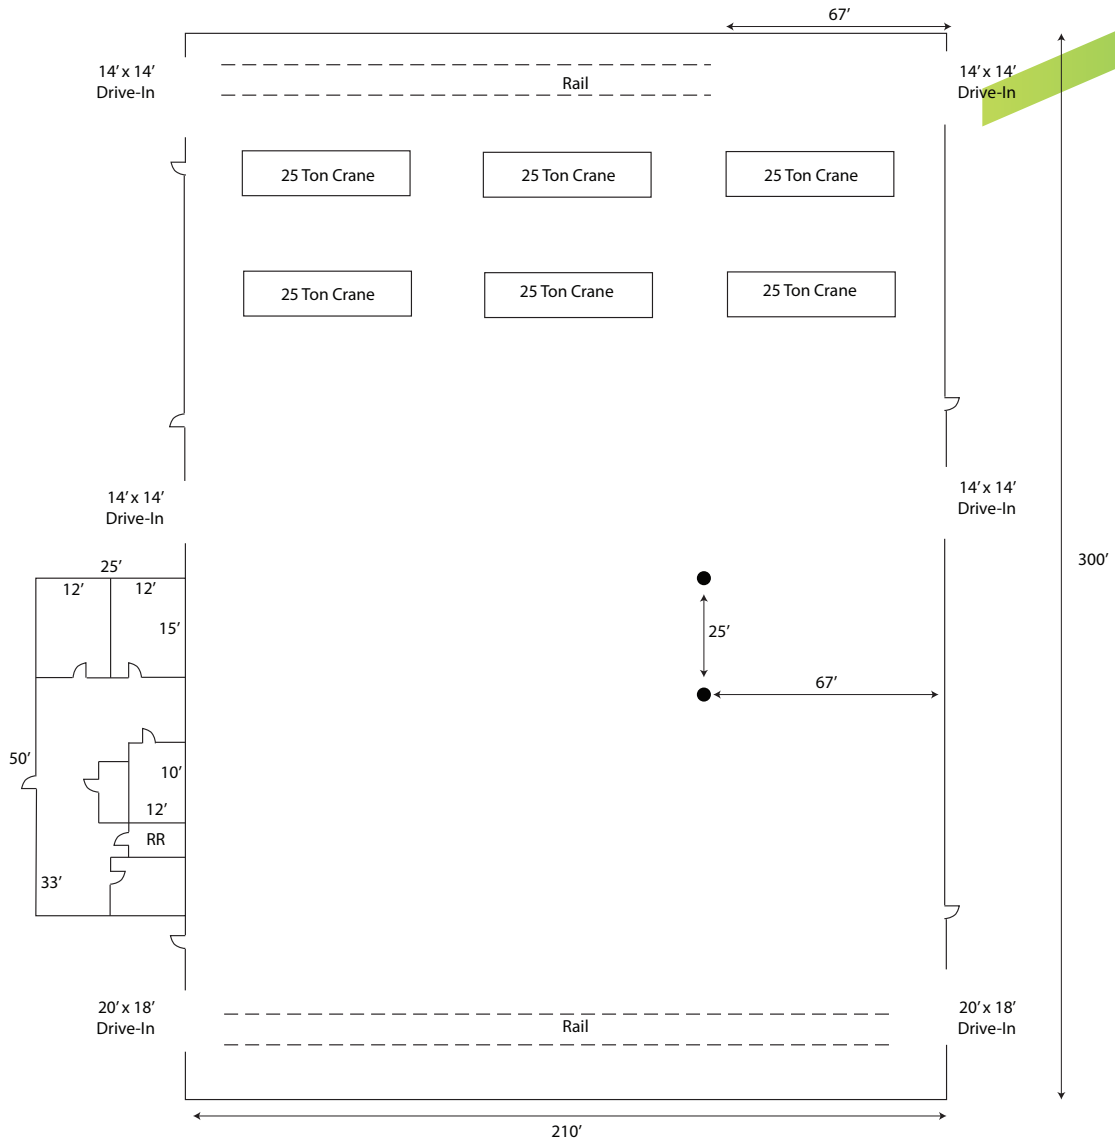 67’
14’ x 14’
Drive-In
Rail
14’ x 14’
Drive-In
25 Ton Crane
25 Ton Crane
25 Ton Crane
25 Ton Crane
25 Ton Crane
25 Ton Crane
14’ x 14’
Drive-In
14’ x 14’
Drive-In
300’
25’
12’
12’
15’
25’
67’
50’
10’
12’
RR
33’
20’ x 18’
Drive-In
Rail
20’ x 18’
Drive-In
210’